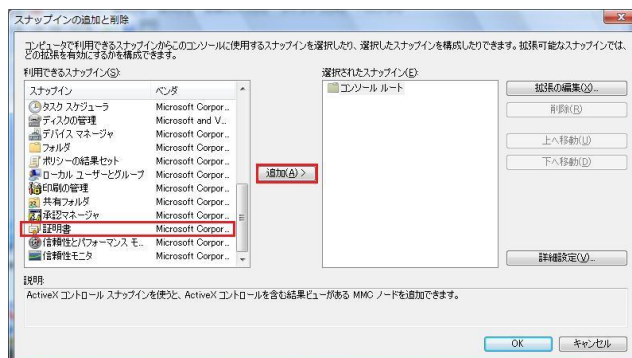 スナップインの追加と削除
コンピュータで利用できるスナップインからこのコンソールに使用するスナップインを選択したり、選択したスナップインを構成したりできます。拡張可能なスナップインでは、
どの拡張を有効にするかを構成できます。
利用できるスナップイン(S):
選択されたスナップイン(E):
スナップイン ベンダ
タスク スケジューラ Microsoft Corpor...
ディスクの管理 Microsoft and V...
デバイス マネージャ Microsoft Corpor...
フォルダ Microsoft Corpor...
ポリシーの結果セット Microsoft Corpor...
ローカル ユーザーとグループ Microsoft Corpor...
印刷の管理 Microsoft Corpor...
共有フォルダ Microsoft Corpor...
承認マネージャ Microsoft Corpor...
証明書 Microsoft Corpor...
信頼性とパフォーマンス モ... Microsoft Corpor...
信頼性モニタ Microsoft Corpor...
追加(A) >
コンソール ルート
拡張の編集(X)...
削除(R)
上へ移動(U)
下へ移動(D)
詳細設定(V)...
説明:
ActiveX コントロール スナップインを使うと、ActiveX コントロールを含む結果ビューがある MMC ノードを追加できます。
OK
キャンセル